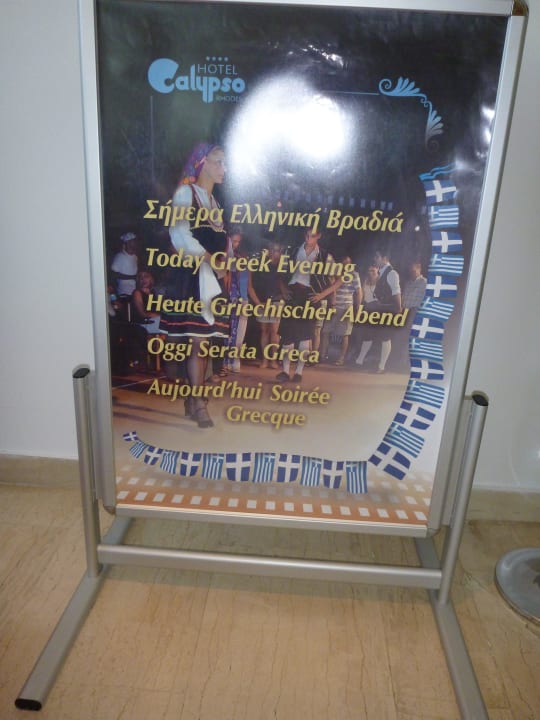 HOTEL
Calypso
RHODES
Σήμερα Ελληνική Βραδιά
Today Greek Evening
Heute Griechischer Abend
Oggi Serata Greca
Aujourd'hui Soirée
Grecque